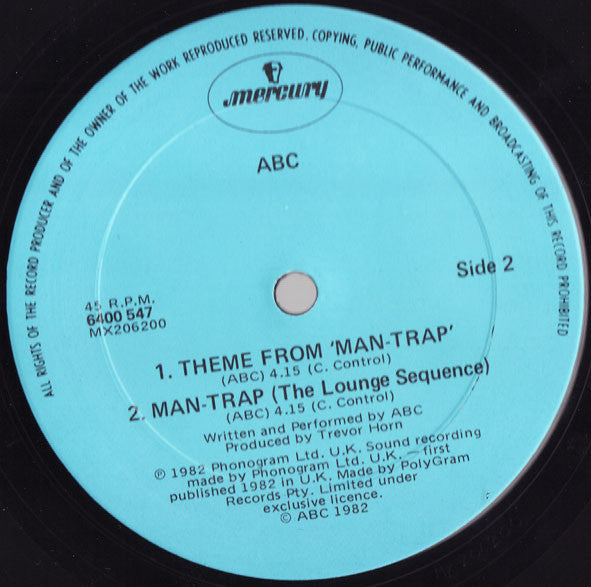 ALL RIGHTS OF THE RECORD PRODUCER AND OF THE OWNER OF THE WORK REPRODUCED RESERVED. COPYING, PUBLIC PERFORMANCE AND BROADCASTING OF THIS RECORD PROHIBITED
mercury
ABC
Side 2
45 R.P.M.
6400 547
MX206200
1. THEME FROM 'MAN-TRAP'
(ABC) 4.15 (C. Control)
2. MAN-TRAP (The Lounge Sequence)
(ABC) 4.15 (C. Control)
Written and Performed by ABC
Produced by Trevor Horn
℗ 1982 Phonogram Ltd. U.K. Sound recording
made by Phonogram Ltd. U.K. – first
published 1982 in U.K. Made by PolyGram
Records Pty. Limited under
exclusive licence.
© ABC 1982